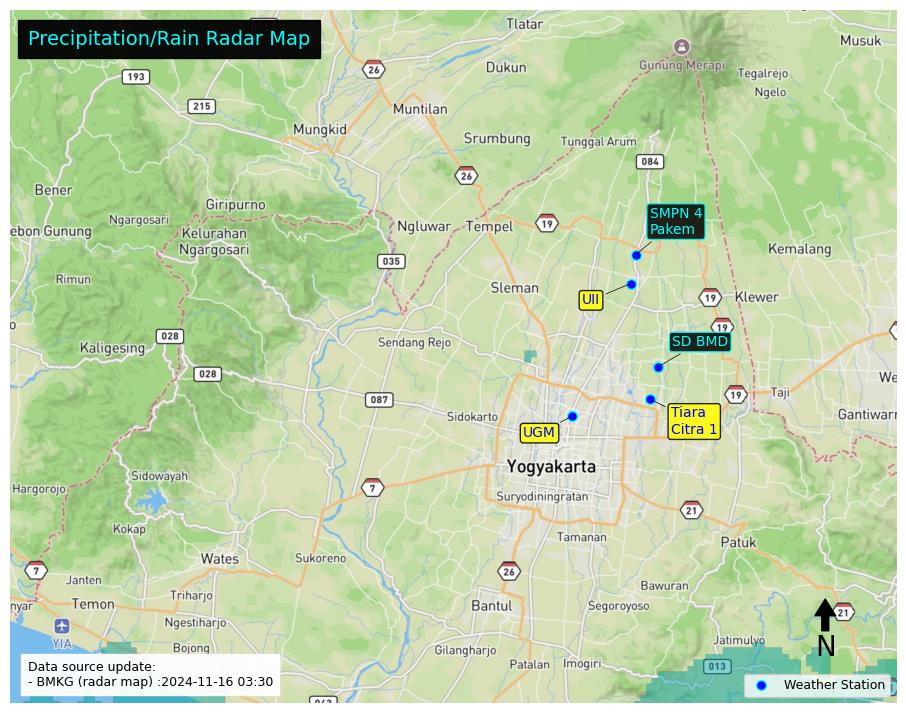 Precipitation/Rain Radar Map
Tlatar
Musuk
26
Dukun
Gunung Merapi
Tegalrejo
193
Ngelo
215
Muntilan
Mungkid
Srumbung
Tunggal Arum
084
26
Bener
Giripurno
SMPN 4
Pakem
Ngargosari
19
ebon Gunung
Kelurahan
Ngargosari
Ngluwar
Tempel
Kemalang
035
Rimun
Sleman
UII
19
Klewer
19
028
Sendang Rejo
SD BMD
Kaligesing
028
We
087
19
Taji
Sidokarto
Tiara
Citra 1
Gantiwarn
UGM
Yogyakarta
Sidowayah
Hargorojo
7
Suryodiningratan
21
Kokap
Tamanan
Patuk
Wates
Sukoreno
7
26
Janten
Bawuran
Triharjo
nyar
Temon
Bantul
Segoroyoso
21
Ngestiharjo
YIA
N
Bojong
Gilangharjo
Jatimulyo
Patalan
Imogiri
013
Data source update:
- BMKG (radar map) :2024-11-16 03:30
Weather Station